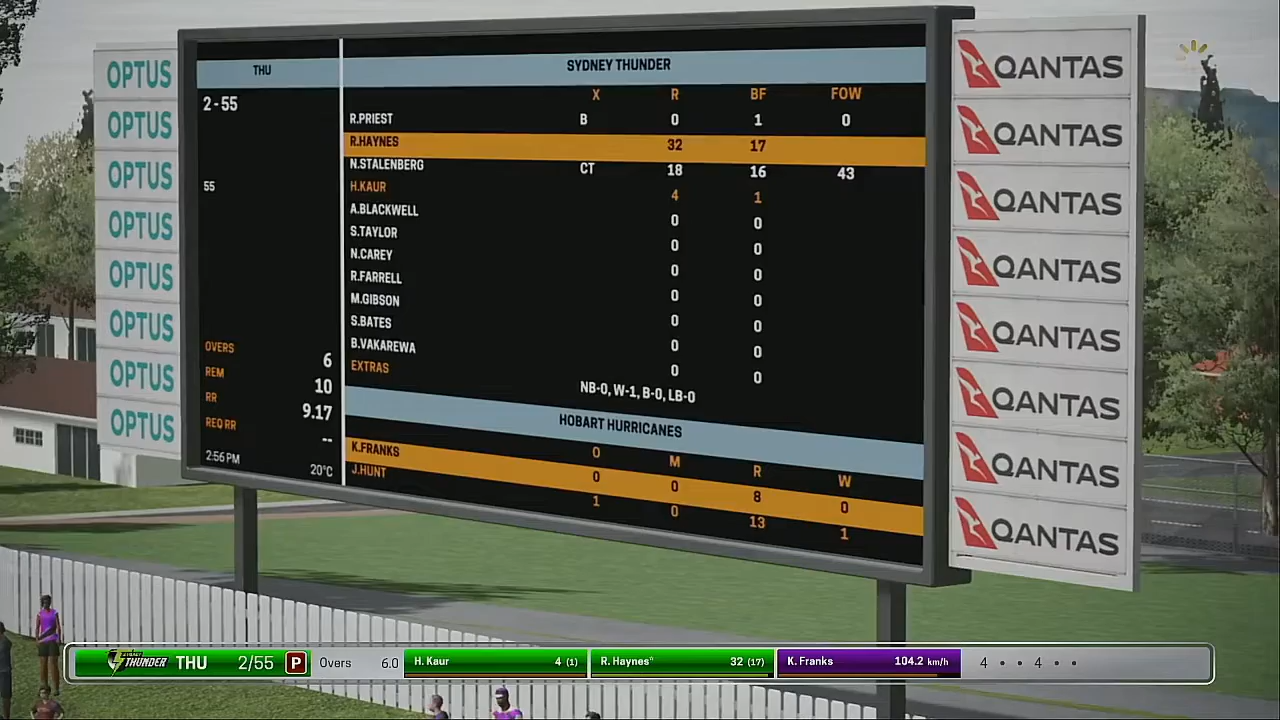 OPTUS
OPTUS
OPTUS
OPTUS
OPTUS
OPTUS
OPTUS
OPTUS
THU
2-55
55
OVERS 6
REM 10
RR 9.17
REQ RR --
2:56 PM 20°C
SYDNEY THUNDER
X R BF FOW
R.PRIEST B 0 1 0
R.HAYNES 32 17
N.STALENBERG CT 18 16 43
H.KAUR 4 1
A.BLACKWELL 0 0
S.TAYLOR 0 0
N.CAREY 0 0
R.FARRELL 0 0
M.GIBSON 0 0
S.BATES 0 0
B.VAKAREWA 0 0
EXTRAS
NB-0, W-1, B-0, LB-0
HOBART HURRICANES
O M R W
K.FRANKS 0 0 8 0
J.HUNT 1 0 13 1
QANTAS
QANTAS
QANTAS
QANTAS
QANTAS
QANTAS
QANTAS
QANTAS
THUNDER THU 2/55 P Overs 6.0 H. Kaur 4 (1) R. Haynes* 32 (17) K. Franks 104.2 km/h 4 • • 4 • •